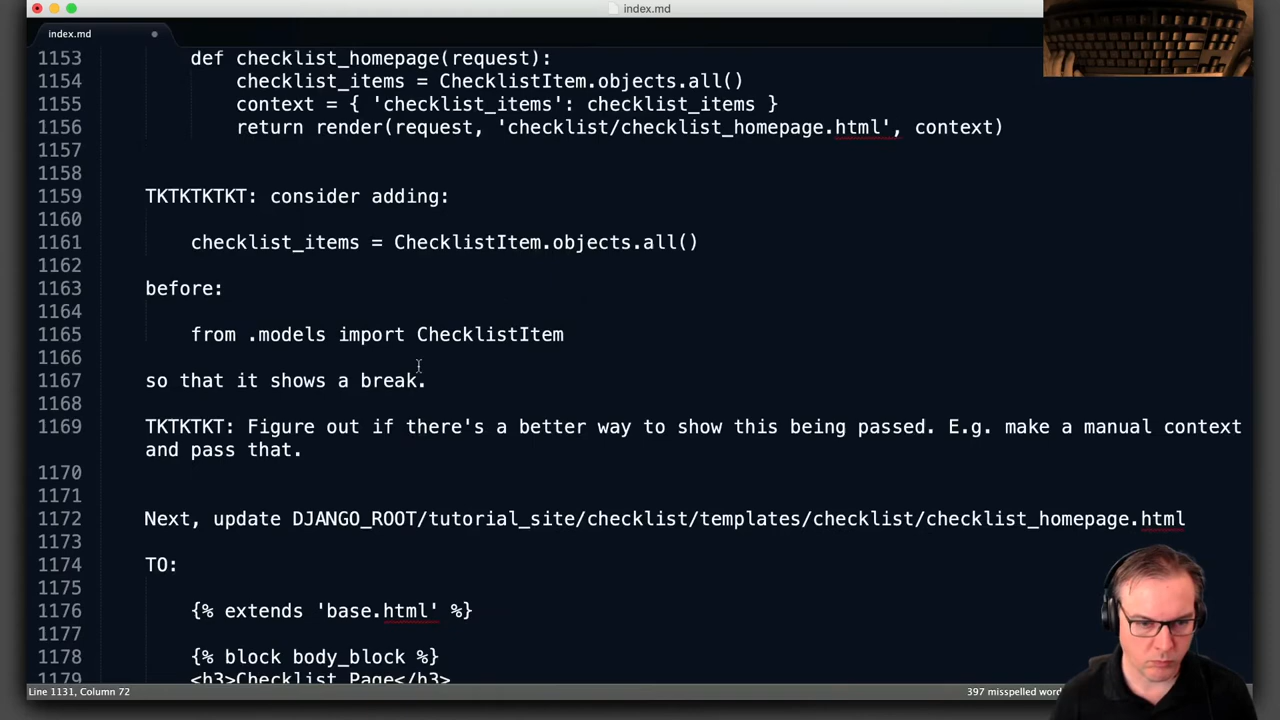 index.md
index.md
1153 def checklist_homepage(request):
1154 checklist_items = ChecklistItem.objects.all()
1155 context = { 'checklist_items': checklist_items }
1156 return render(request, 'checklist/checklist_homepage.html', context)
1157
1158
1159 TKTKTKTKT: consider adding:
1160
1161 checklist_items = ChecklistItem.objects.all()
1162
1163 before:
1164
1165 from .models import ChecklistItem
1166
1167 so that it shows a break.
1168
1169 TKTKTKT: Figure out if there's a better way to show this being passed. E.g. make a manual context
and pass that.
1170
1171
1172 Next, update DJANGO_ROOT/tutorial_site/checklist/templates/checklist/checklist_homepage.html
1173
1174 TO:
1175
1176 {% extends 'base.html' %}
1177
1178 {% block body_block %}
1179 <h3>Checklist Page</h3>
Line 1131, Column 72
397 misspelled